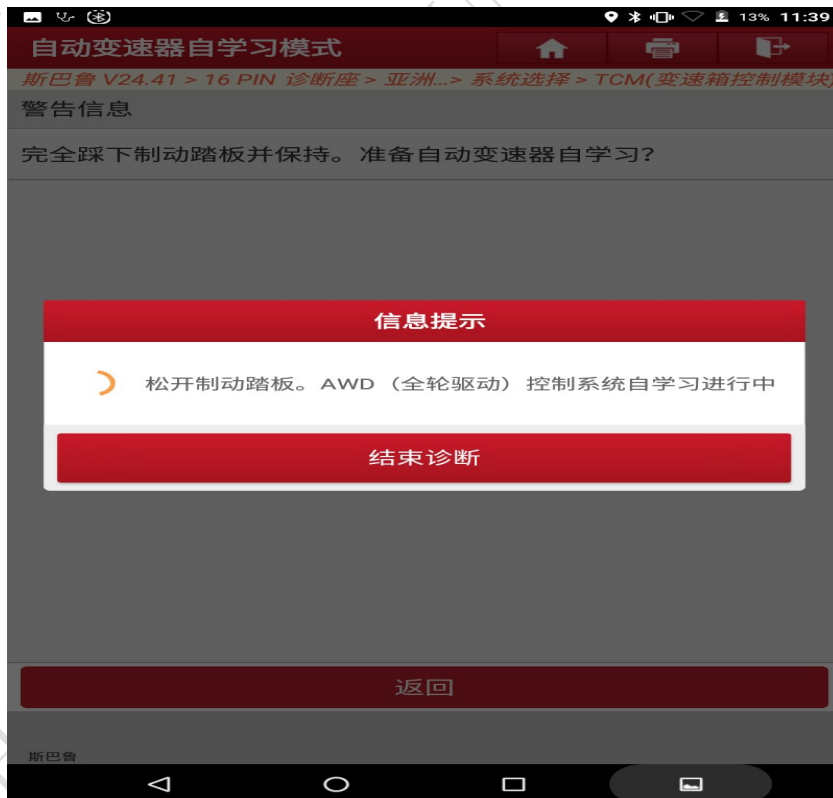 13% 11:39
自动变速器自学习模式
斯巴鲁 V24.41 > 16 PIN 诊断座 > 亚洲...> 系统选择 > TCM(变速箱控制模块)
警告信息
完全踩下制动踏板并保持。准备自动变速器自学习?
信息提示
松开制动踏板。AWD（全轮驱动）控制系统自学习进行中
结束诊断
返回
斯巴鲁